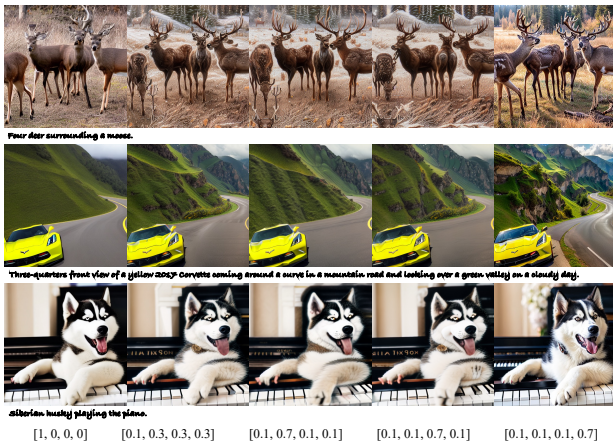 Four deer surrounding a moose.
Three-quarters front view of a yellow 2017 Corvette coming around a curve in a mountain road and looking over a green valley on a cloudy day.
Siberian husky playing the piano.
[1, 0, 0, 0] [0.1, 0.3, 0.3, 0.3] [0.1, 0.7, 0.1, 0.1] [0.1, 0.1, 0.7, 0.1] [0.1, 0.1, 0.1, 0.7]